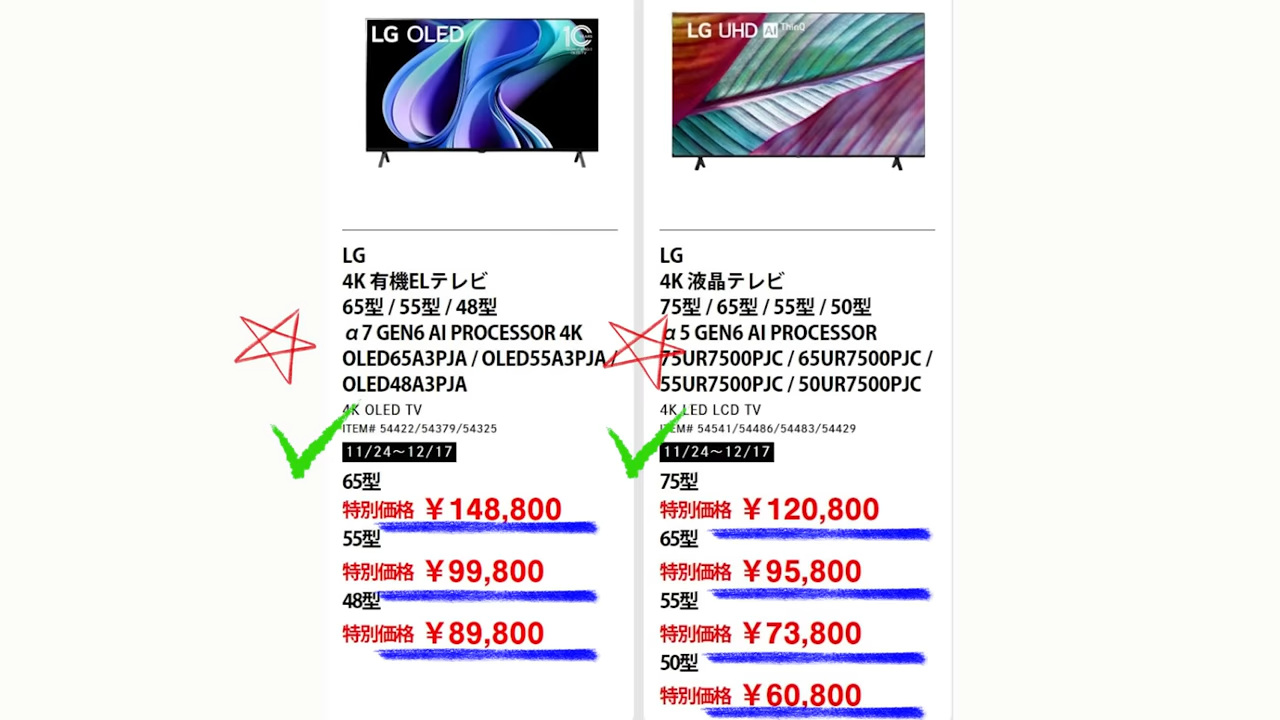 LG OLED
10
LG
4K 有機ELテレビ
65型 / 55型 / 48型
α7 GEN6 AI PROCESSOR 4K
OLED65A3PJA / OLED55A3PJA /
OLED48A3PJA
4K OLED TV
ITEM# 54422/54379/54325
11/24～12/17
65型
特別価格 ￥148,800
55型
特別価格 ￥99,800
48型
特別価格 ￥89,800
LG UHD AI ThinQ
LG
4K 液晶テレビ
75型 / 65型 / 55型 / 50型
α5 GEN6 AI PROCESSOR
75UR7500PJC / 65UR7500PJC /
55UR7500PJC / 50UR7500PJC
4K LED LCD TV
ITEM# 54541/54486/54483/54429
11/24～12/17
75型
特別価格 ￥120,800
65型
特別価格 ￥95,800
55型
特別価格 ￥73,800
50型
特別価格 ￥60,800